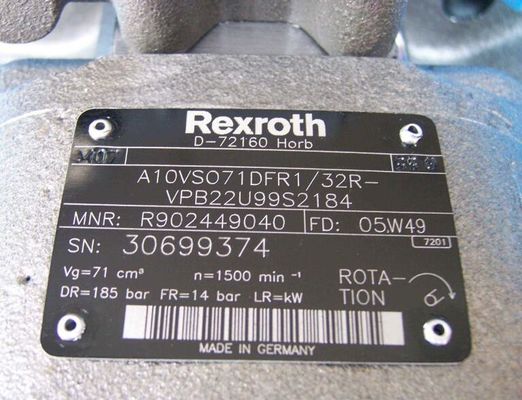 Rexroth
D-72160 Horb
A10VSO71DFR1/32R-
VPB22U99S2184
MNR: R902449040 FD: 05W49
SN: 30699374 7201
Vg=71 cm³ n=1500 min⁻¹ ROTA-
DR=185 bar FR=14 bar LR=kW TION
MADE IN GERMANY